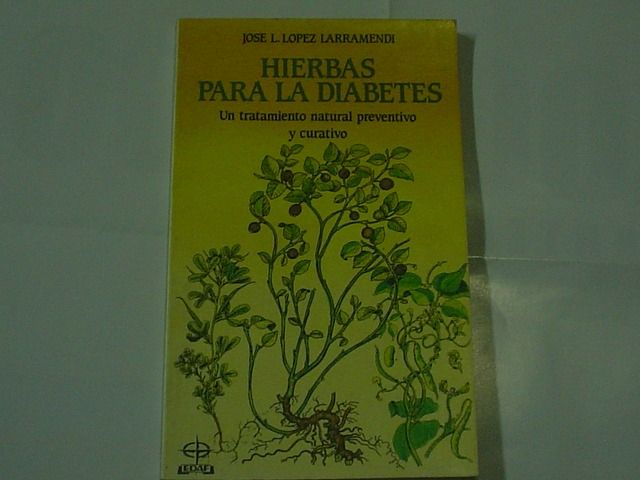 JOSE L. LOPEZ LARRAMENDI
HIERBAS
PARA LA DIABETES
Un tratamiento natural preventivo
y curativo
EDAF